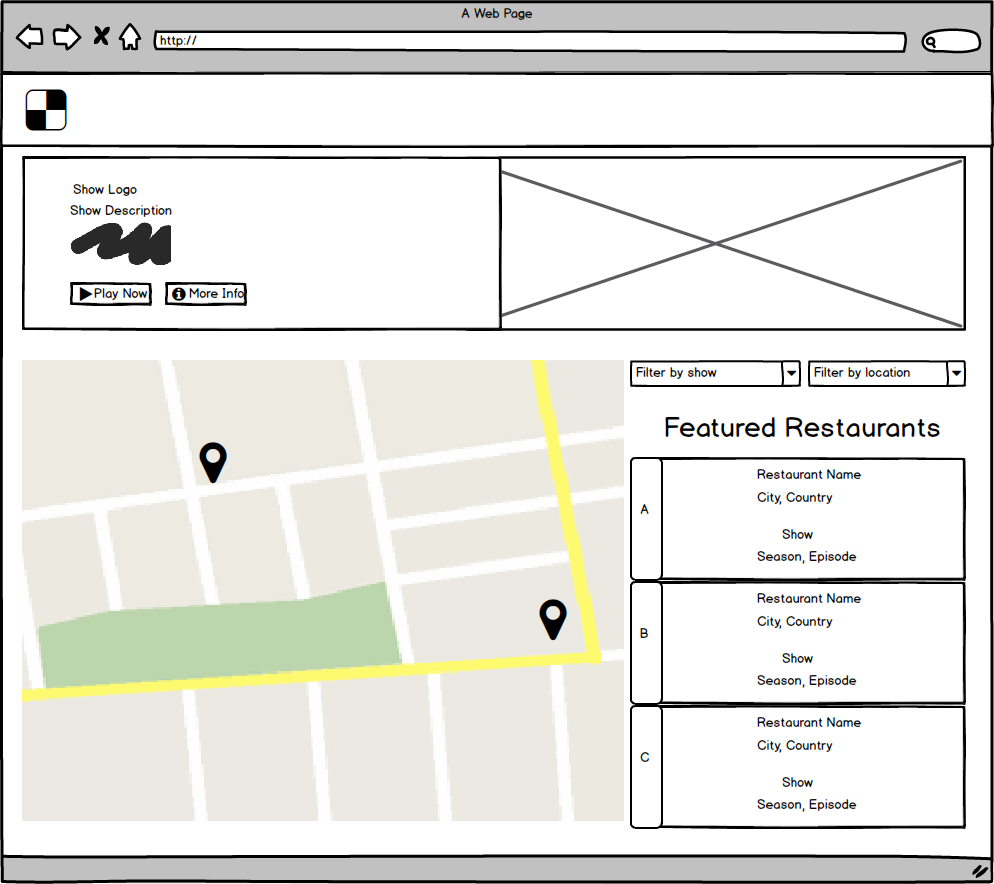 A Web Page
http://
Show Logo
Show Description
Play Now
More Info
Filter by show
Filter by location
Featured Restaurants
A
Restaurant Name
City, Country
Show
Season, Episode
B
Restaurant Name
City, Country
Show
Season, Episode
C
Restaurant Name
City, Country
Show
Season, Episode